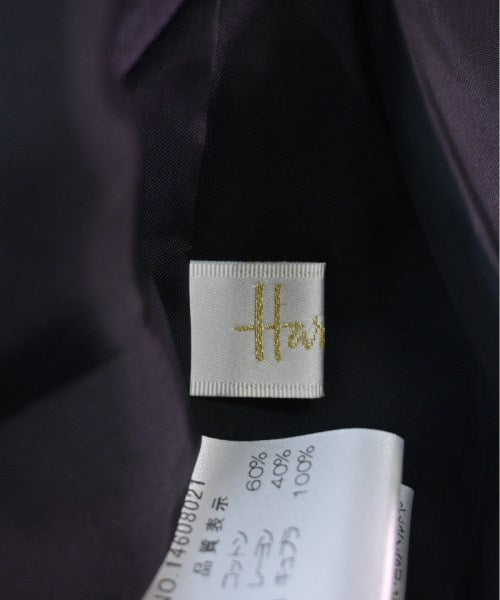 Har
NO.14608021
品質表示
コットン 60%
レーヨン 40%
キュプラ 100%